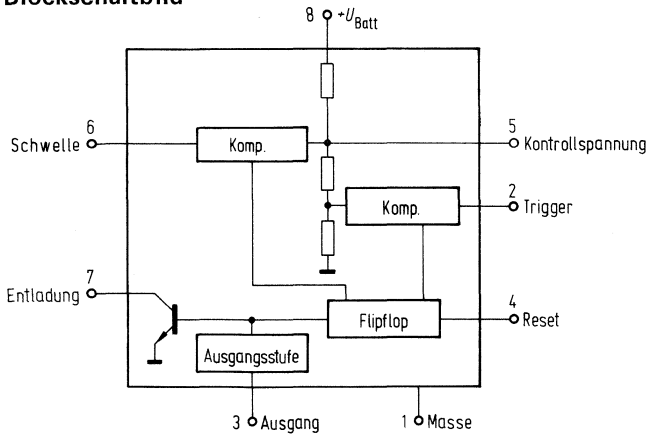 Blockschaltbild
8 +U_Batt
6
Schwelle
Komp.
5
Kontrollspannung
2
Komp.
Trigger
7
Entladung
4
Flipflop
Reset
Ausgangsstufe
3 Ausgang
1 Masse